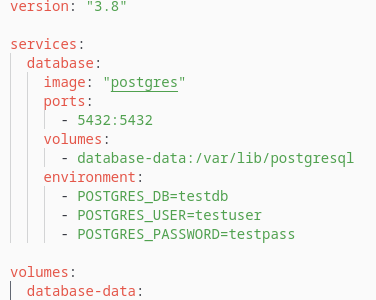 version: "3.8"

services:
  database:
    image: "postgres"
    ports:
      - 5432:5432
    volumes:
      - database-data:/var/lib/postgresql
    environment:
      - POSTGRES_DB=testdb
      - POSTGRES_USER=testuser
      - POSTGRES_PASSWORD=testpass

volumes:
  database-data: